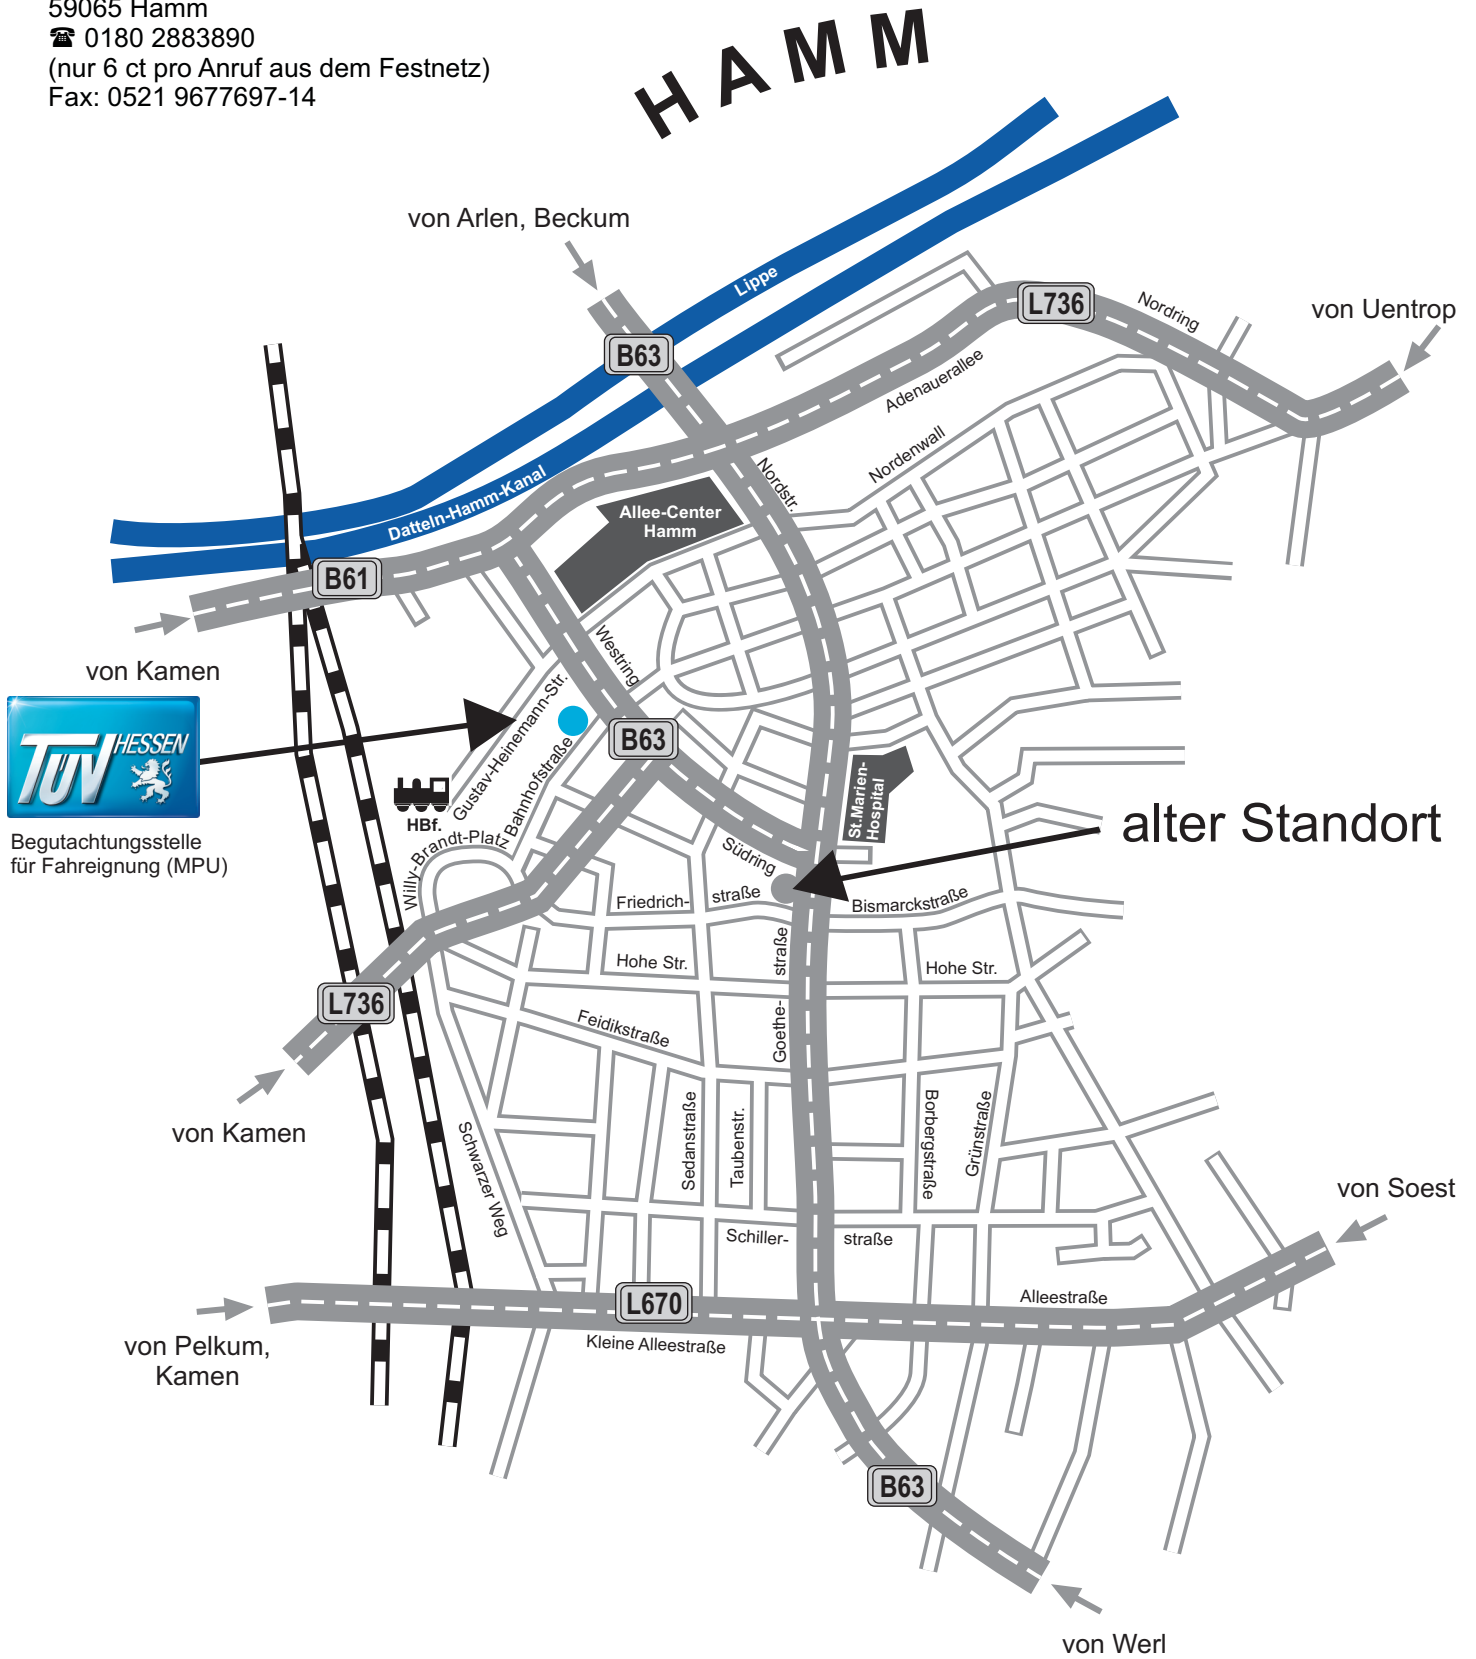 59065 Hamm
☎ 0180 2883890
(nur 6 ct pro Anruf aus dem Festnetz)
Fax: 0521 9677697-14
HAMM
von Arlen, Beckum
Lippe
L736
Nordring
von Uentrop
B63
Adenauerallee
Nordenwall
Nordstr.
Datteln-Hamm-Kanal
Allee-Center
Hamm
B61
von Kamen
Westring
TÜV HESSEN
Begutachtungsstelle
für Fahreignung (MPU)
Gustav-Heinemann-Str.
Bahnhofstraße
B63
HBf.
Willy-Brandt-Platz
St.Marien-
Hospital
alter Standort
Südring
Friedrich-
straße
Bismarckstraße
Hohe Str.
Goethe-
straße
Hohe Str.
L736
Feidikstraße
von Kamen
Schwarzer Weg
Sedanstraße
Taubenstr.
Borbergstraße
Grünstraße
von Soest
Schiller-
straße
L670
Alleestraße
Kleine Alleestraße
von Pelkum,
Kamen
B63
von Werl